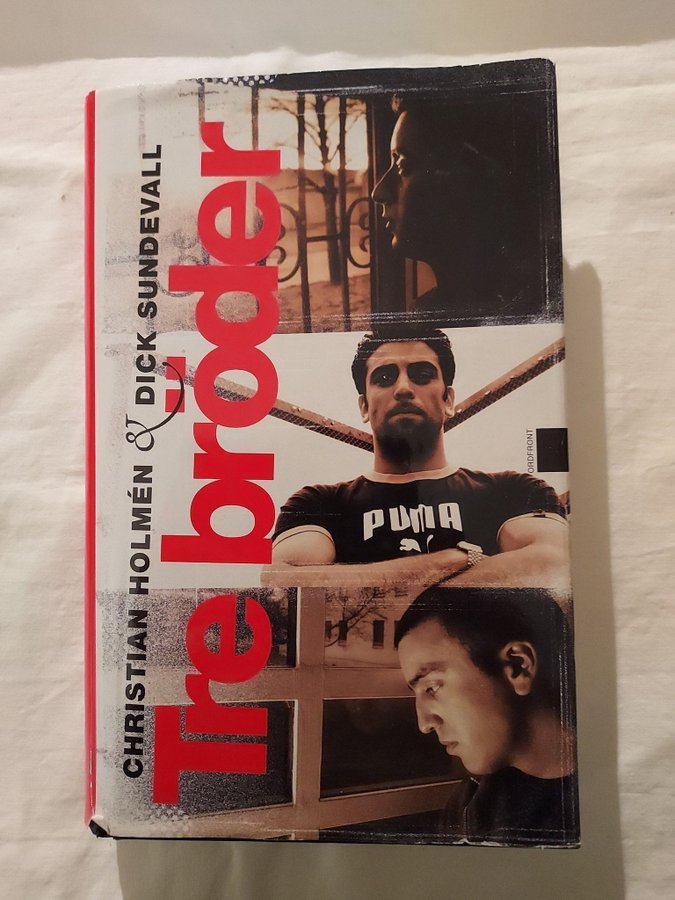 CHRISTIAN HOLMÉN & DICK SUNDEVALL
Tre bröder
PUMA
ORDFRONT